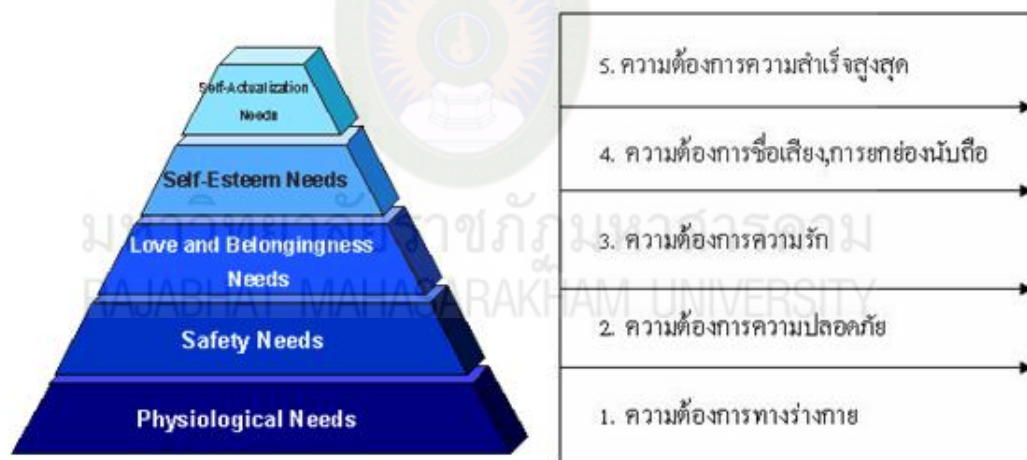 Self-Actualization
Needs
Self-Esteem Needs
Love and Belongingness
Needs
Safety Needs
Physiological Needs
5. ความต้องการความสำเร็จสูงสุด
4. ความต้องการชื่อเสียง,การยกย่องนับถือ
3. ความต้องการความรัก
2. ความต้องการความปลอดภัย
1. ความต้องการทางร่างกาย
มหาวิทยาลัยราชภัฏมหาสารคาม
RAJABHAT MAHASARAKHAM UNIVERSITY